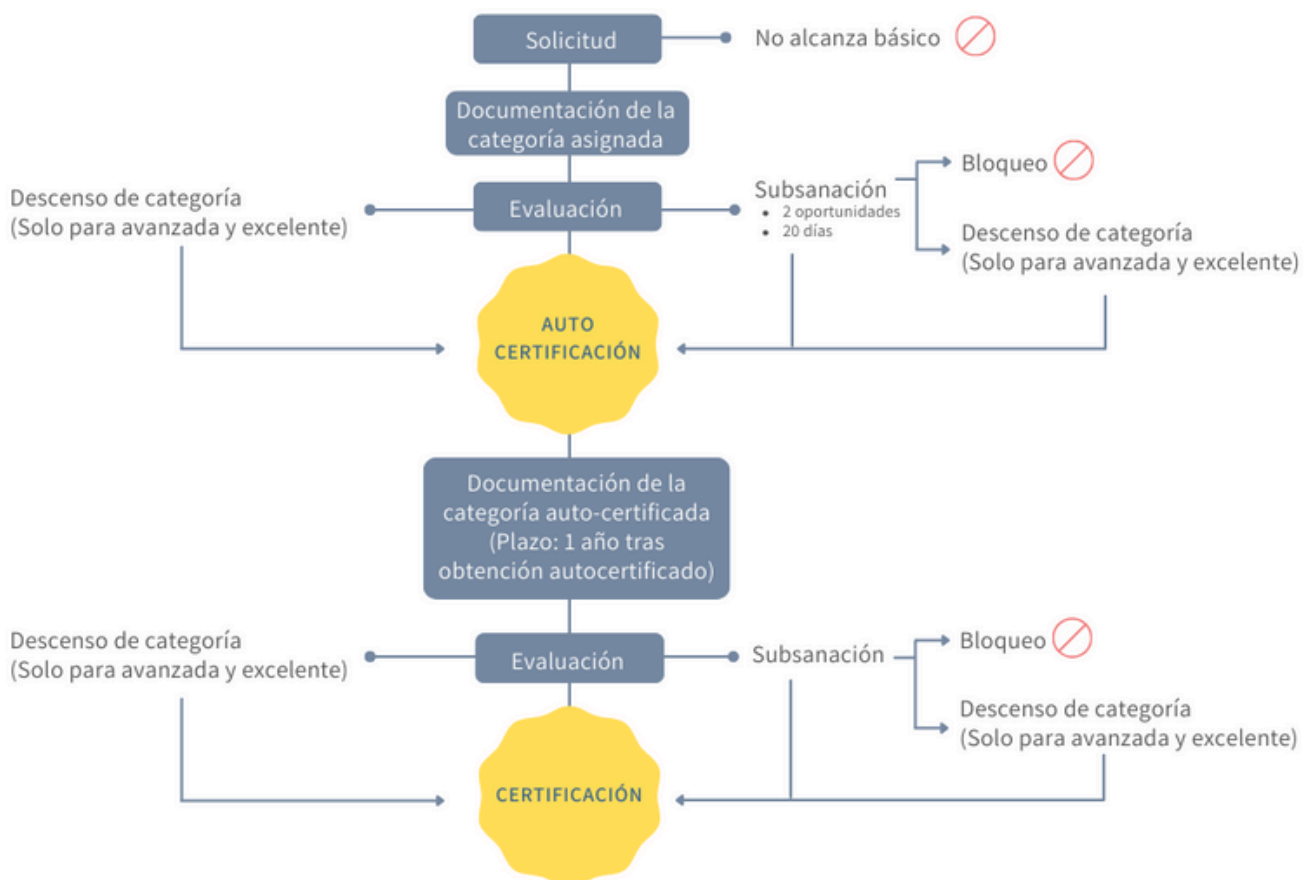 Solicitud
No alcanza básico
Documentación de la
categoría asignada
Descenso de categoría
(Solo para avanzada y excelente)
Evaluación
Subsanación
• 2 oportunidades
• 20 días
Bloqueo
Descenso de categoría
(Solo para avanzada y excelente)
AUTO
CERTIFICACIÓN
Documentación de la
categoría auto-certificada
(Plazo: 1 año tras
obtención autocertificado)
Descenso de categoría
(Solo para avanzada y excelente)
Evaluación
Subsanación
Bloqueo
Descenso de categoría
(Solo para avanzada y excelente)
CERTIFICACIÓN